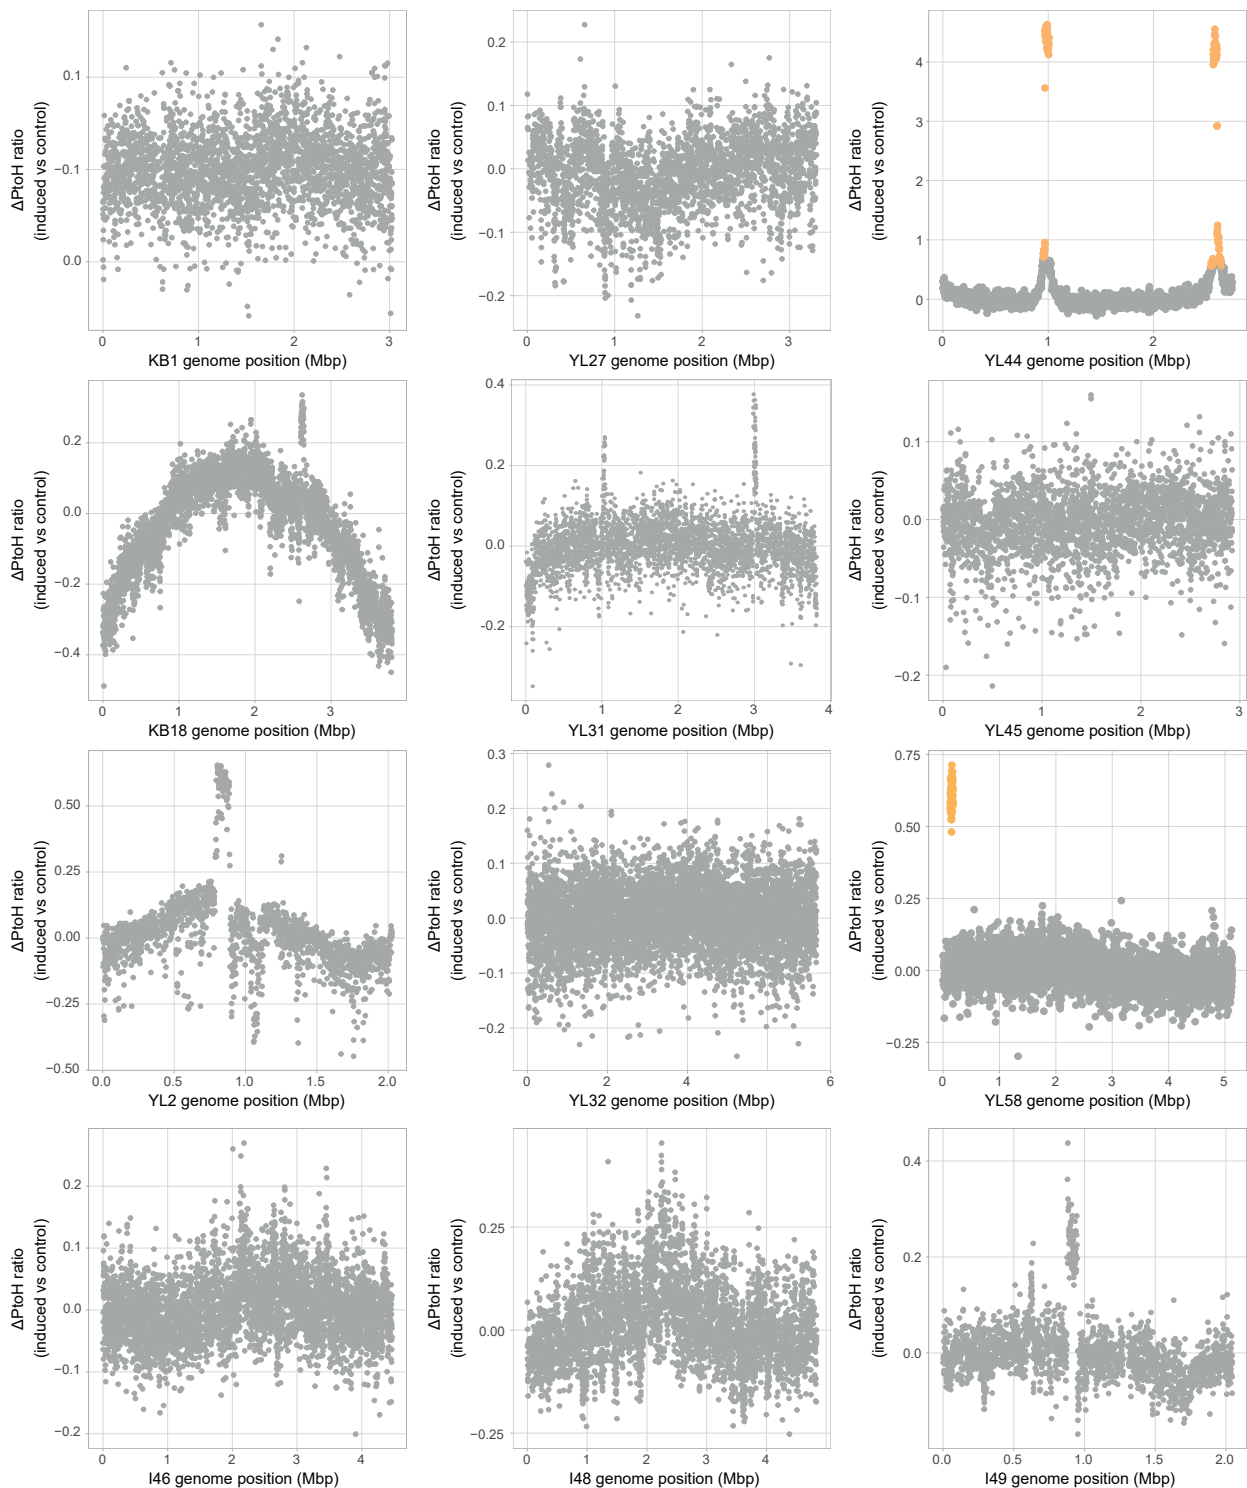 ΔPtoH ratio
(induced vs control)
0.1
−0.1
0.0
0
1
2
3
KB1 genome position (Mbp)
ΔPtoH ratio
(induced vs control)
0.2
0.1
0.0
−0.1
−0.2
0
1
2
3
YL27 genome position (Mbp)
ΔPtoH ratio
(induced vs control)
4
3
2
1
0
0
1
2
YL44 genome position (Mbp)
ΔPtoH ratio
(induced vs control)
0.2
0.0
−0.2
−0.4
0
1
2
3
KB18 genome position (Mbp)
ΔPtoH ratio
(induced vs control)
0.4
0.2
0.0
−0.2
0
1
2
3
4
YL31 genome position (Mbp)
ΔPtoH ratio
(induced vs control)
0.1
0.0
−0.1
−0.2
0
1
2
3
YL45 genome position (Mbp)
ΔPtoH ratio
(induced vs control)
0.50
0.25
0.00
−0.25
−0.50
0.0
0.5
1.0
1.5
2.0
YL2 genome position (Mbp)
ΔPtoH ratio
(induced vs control)
0.3
0.2
0.1
0.0
−0.1
−0.2
0
2
4
6
YL32 genome position (Mbp)
ΔPtoH ratio
(induced vs control)
0.75
0.50
0.25
0.00
−0.25
0
1
2
3
4
5
YL58 genome position (Mbp)
ΔPtoH ratio
(induced vs control)
0.2
0.1
0.0
−0.1
−0.2
0
1
2
3
4
I46 genome position (Mbp)
ΔPtoH ratio
(induced vs control)
0.25
0.00
−0.25
0
1
2
3
4
I48 genome position (Mbp)
ΔPtoH ratio
(induced vs control)
0.4
0.2
0.0
0.0
0.5
1.0
1.5
2.0
I49 genome position (Mbp)